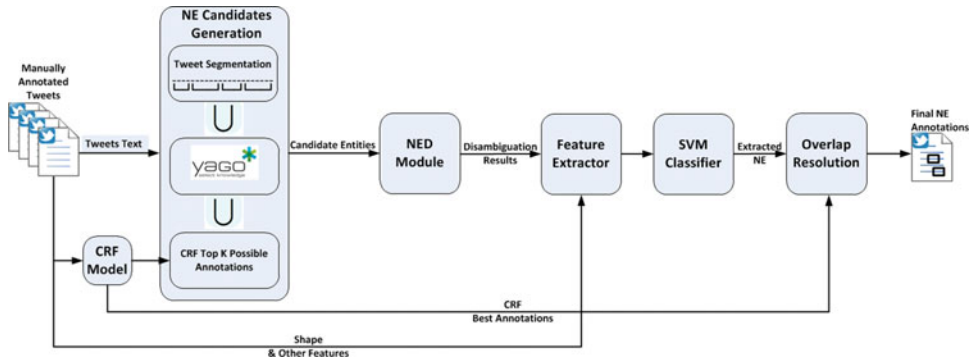 NE Candidates
Generation
Manually
Annotated
Tweets
Tweets Text
Tweet Segmentation
yago
select knowledge
CRF Top K Possible
Annotations
CRF
Model
Candidate Entities
NED
Module
Disambiguation
Results
Feature
Extractor
SVM
Classifier
Extracted
NE
Overlap
Resolution
Final NE
Annotations
CRF
Best Annotations
Shape
& Other Features